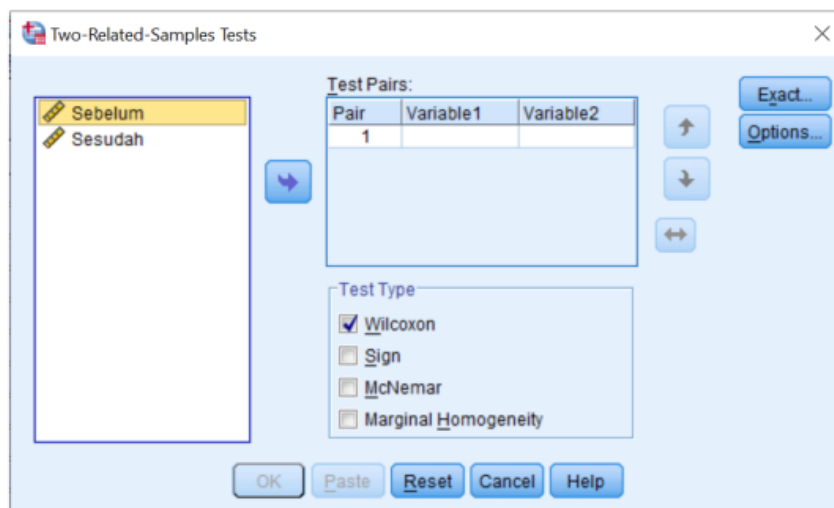 Two-Related-Samples Tests
Sebelum
Sesudah
Test Pairs:
Pair Variable1 Variable2
1
Exact...
Options...
Test Type
Wilcoxon
Sign
McNemar
Marginal Homogeneity
OK Paste Reset Cancel Help